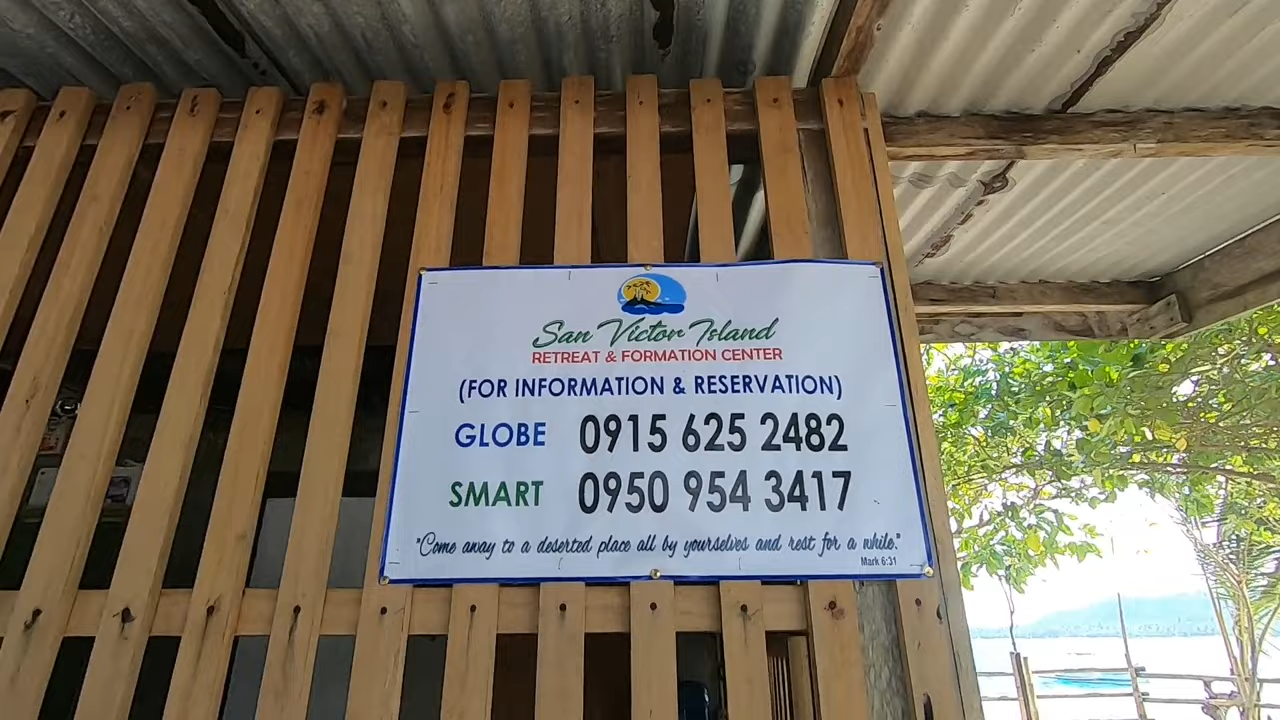 San Victor Island
RETREAT & FORMATION CENTER
(FOR INFORMATION & RESERVATION)
GLOBE 0915 625 2482
SMART 0950 954 3417
"Come away to a deserted place all by yourselves and rest for a while."
Mark 6:31